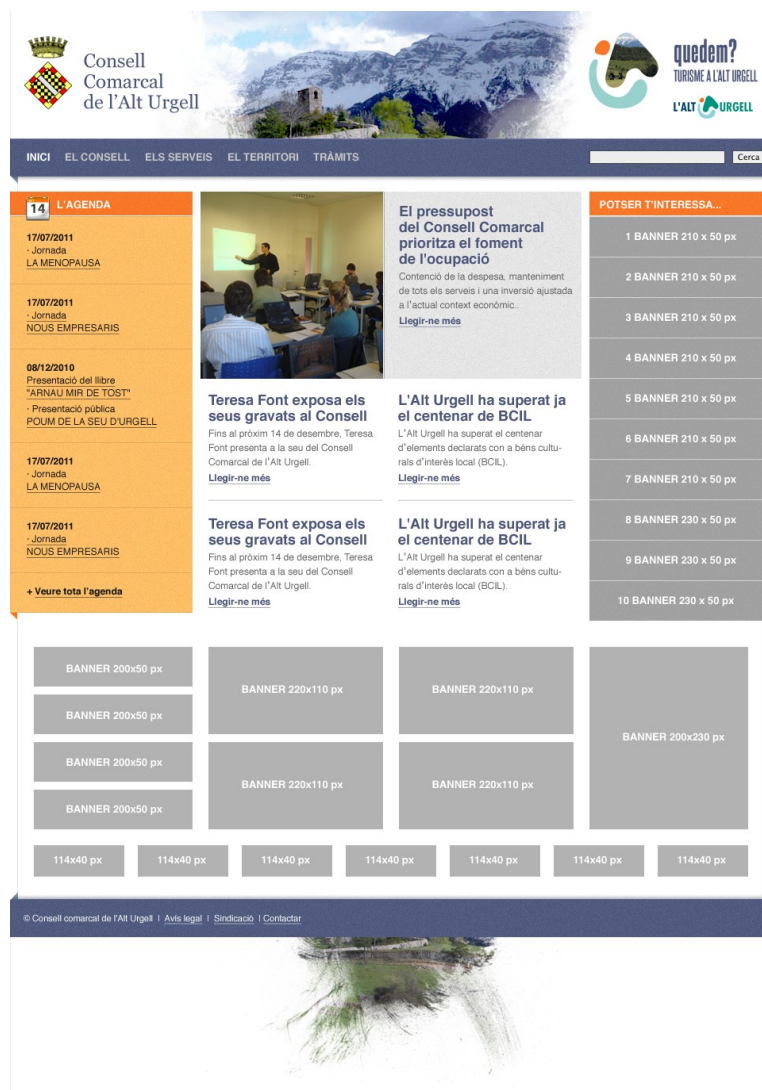 Consell
Comarcal
de l'Alt Urgell
quedem?
TURISME A L'ALT URGELL
L'ALT URGELL
INICI EL CONSELL ELS SERVEIS EL TERRITORI TRÀMITS
Cerca
14 L'AGENDA
17/07/2011
· Jornada
LA MENOPAUSA
17/07/2011
· Jornada
NOUS EMPRESARIS
08/12/2010
Presentació del llibre
"ARNAU MIR DE TOST"
· Presentació pública
POUM DE LA SEU D'URGELL
17/07/2011
· Jornada
LA MENOPAUSA
17/07/2011
· Jornada
NOUS EMPRESARIS
+ Veure tota l'agenda
El pressupost
del Consell Comarcal
prioritza el foment
de l'ocupació
Contenció de la despesa, manteniment
de tots els serveis i una inversió ajustada
a l'actual context econòmic..
Llegir-ne més
Teresa Font exposa els
seus gravats al Consell
Fins al pròxim 14 de desembre, Teresa
Font presenta a la seu del Consell
Comarcal de l'Alt Urgell.
Llegir-ne més
L'Alt Urgell ha superat ja
el centenar de BCIL
L'Alt Urgell ha superat el centenar
d'elements declarats con a béns cultu-
rals d'interès local (BCIL).
Llegir-ne més
Teresa Font exposa els
seus gravats al Consell
Fins al pròxim 14 de desembre, Teresa
Font presenta a la seu del Consell
Comarcal de l'Alt Urgell.
Llegir-ne més
L'Alt Urgell ha superat ja
el centenar de BCIL
L'Alt Urgell ha superat el centenar
d'elements declarats con a béns cultu-
rals d'interès local (BCIL).
Llegir-ne més
POTSER T'INTERESSA...
1 BANNER 210 x 50 px
2 BANNER 210 x 50 px
3 BANNER 210 x 50 px
4 BANNER 210 x 50 px
5 BANNER 210 x 50 px
6 BANNER 210 x 50 px
7 BANNER 210 x 50 px
8 BANNER 230 x 50 px
9 BANNER 230 x 50 px
10 BANNER 230 x 50 px
BANNER 200x50 px
BANNER 200x50 px
BANNER 200x50 px
BANNER 200x50 px
BANNER 220x110 px
BANNER 220x110 px
BANNER 220x110 px
BANNER 220x110 px
BANNER 200x230 px
114x40 px 114x40 px 114x40 px 114x40 px 114x40 px 114x40 px 114x40 px
© Consell comarcal de l'Alt Urgell | Avís legal | Sindicació | Contactar